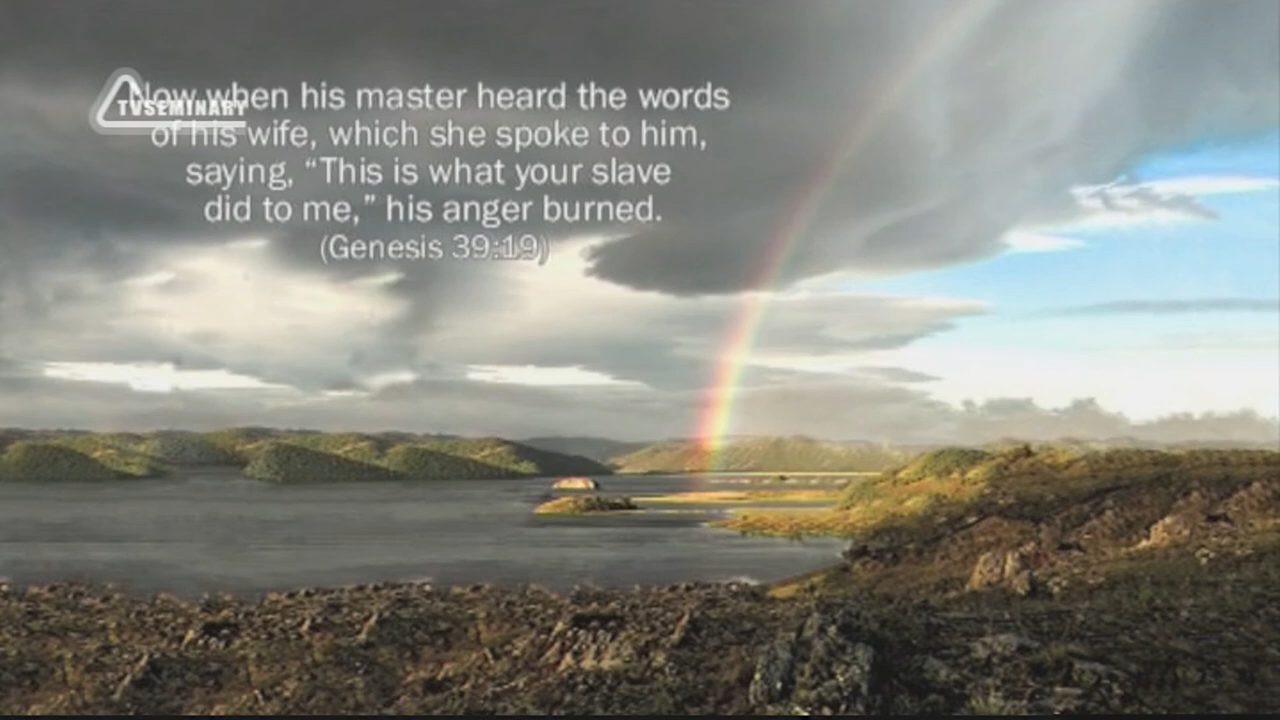 Now when his master heard the words
TVSEMINARY
of his wife, which she spoke to him,
saying, “This is what your slave
did to me,” his anger burned.
(Genesis 39:19)